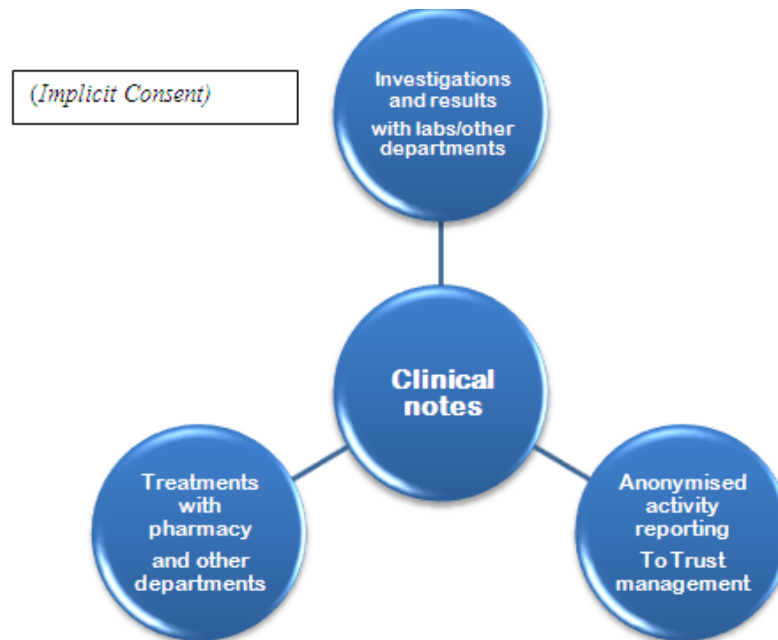 (Implicit Consent)
Investigations
and results
with labs/other
departments
Clinical
notes
Treatments
with
pharmacy
and other
departments
Anonymised
activity
reporting
To Trust
management